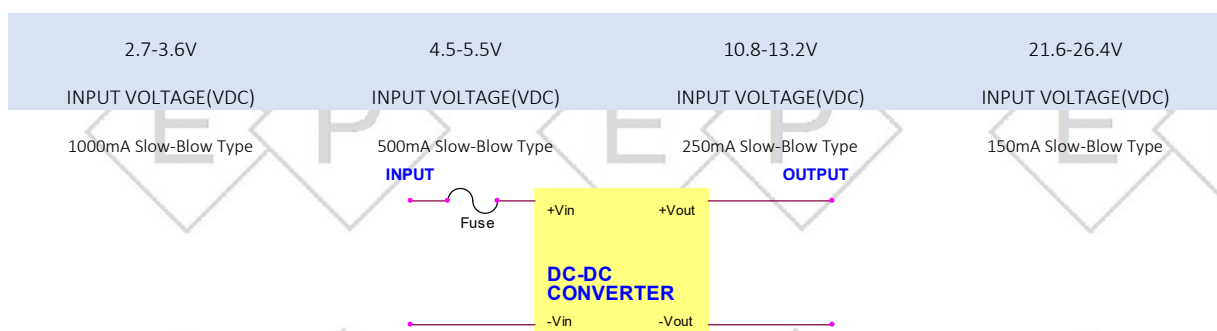 2.7-3.6V 4.5-5.5V 10.8-13.2V 21.6-26.4V
INPUT VOLTAGE(VDC) INPUT VOLTAGE(VDC) INPUT VOLTAGE(VDC) INPUT VOLTAGE(VDC)
E P E P E
1000mA Slow-Blow Type 500mA Slow-Blow Type 250mA Slow-Blow Type 150mA Slow-Blow Type
INPUT OUTPUT
+Vin +Vout
Fuse
DC-DC
CONVERTER
-Vin -Vout